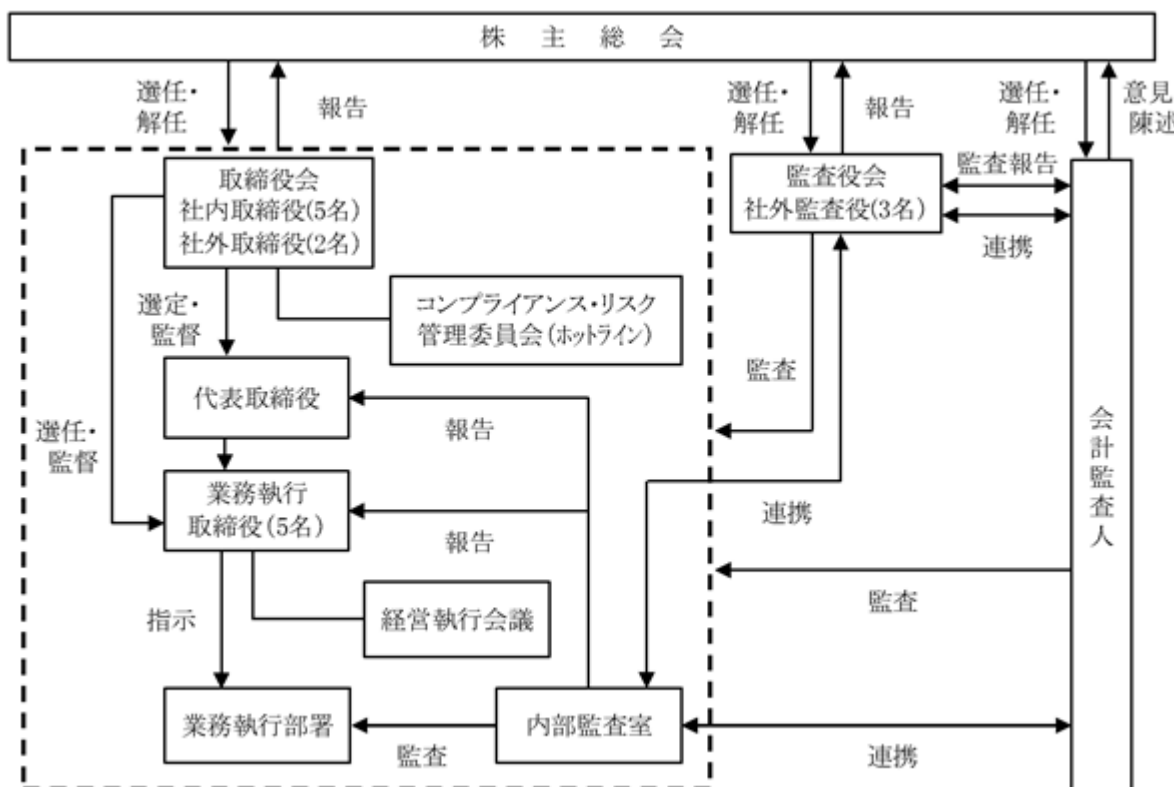 株主総会
選任・
解任
報告
選任・
解任
報告
選任・
解任
意見
陳述
取締役会
社内取締役(5名)
社外取締役(2名)
監査役会
社外監査役(3名)
監査報告
連携
選定・
監督
コンプライアンス・リスク
管理委員会(ホットライン)
監査
代表取締役
報告
選任・
監督
業務執行
取締役(5名)
報告
連携
会計監査人
監査
指示
経営執行会議
業務執行部署
監査
内部監査室
連携